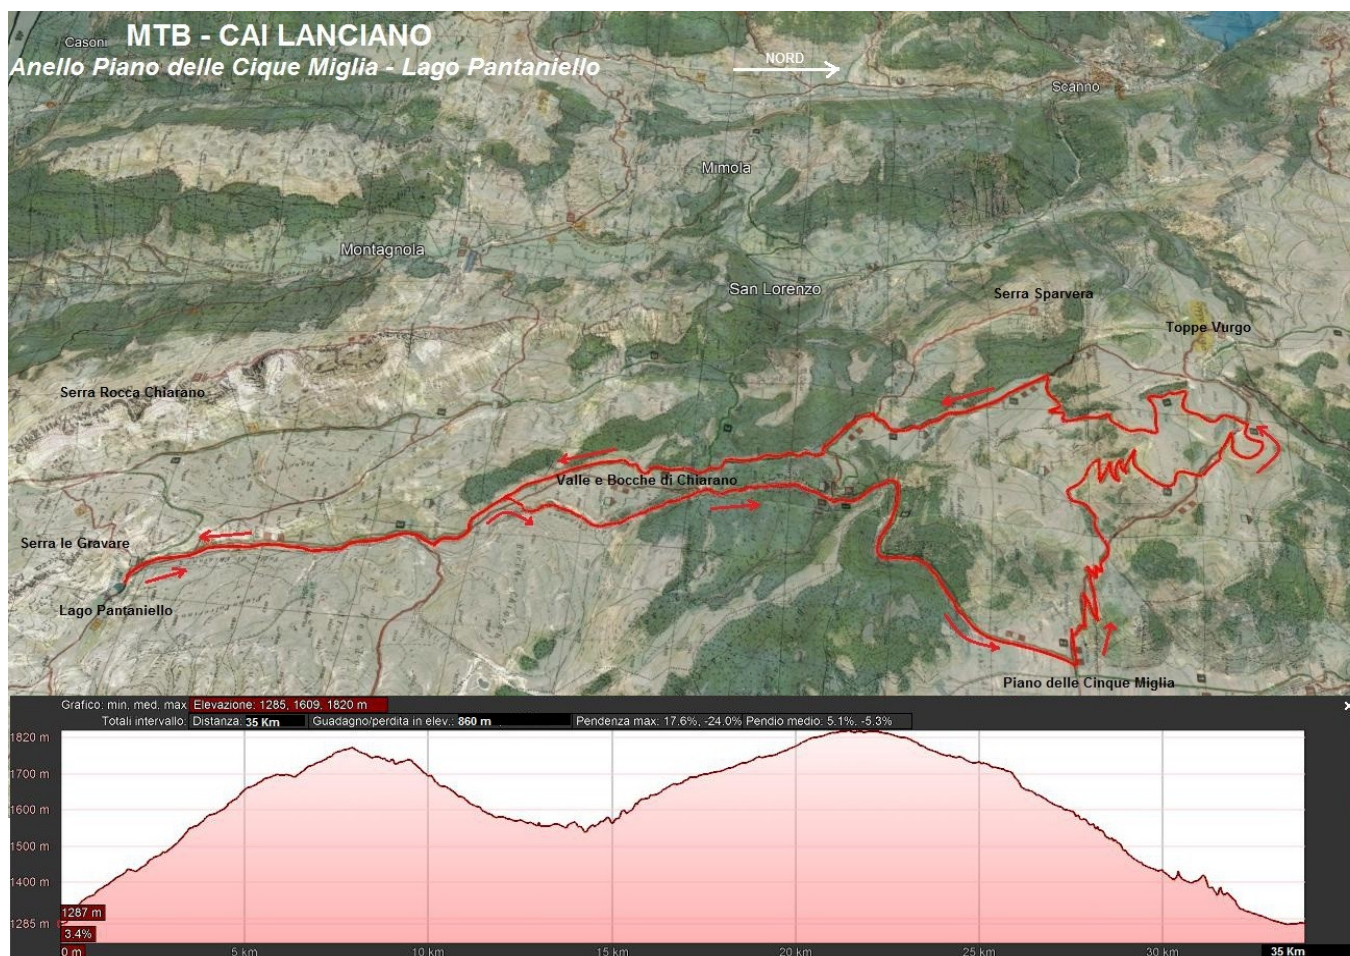 Casoni
MTB - CAI LANCIANO
Anello Piano delle Cique Miglia - Lago Pantaniello
NORD
Scanno
Mimola
Montagnola
San Lorenzo
Serra Sparvera
Toppe Vurgo
Serra Rocca Chiarano
Valle e Bocche di Chiarano
Serra le Gravare
Lago Pantaniello
Piano delle Cinque Miglia
Grafico: min. med. max Elevazione: 1285, 1609, 1820 m
Totali intervallo: Distanza: 35 Km Guadagno/perdita in elev.: 860 m Pendenza max: 17.6%, -24.0% Pendio medio: 5.1%, -5.3%
1820 m
1700 m
1600 m
1500 m
1400 m
1287 m
1285 m
3.4%
0 m 5 km 10 km 15 km 20 km 25 km 30 km 35 Km